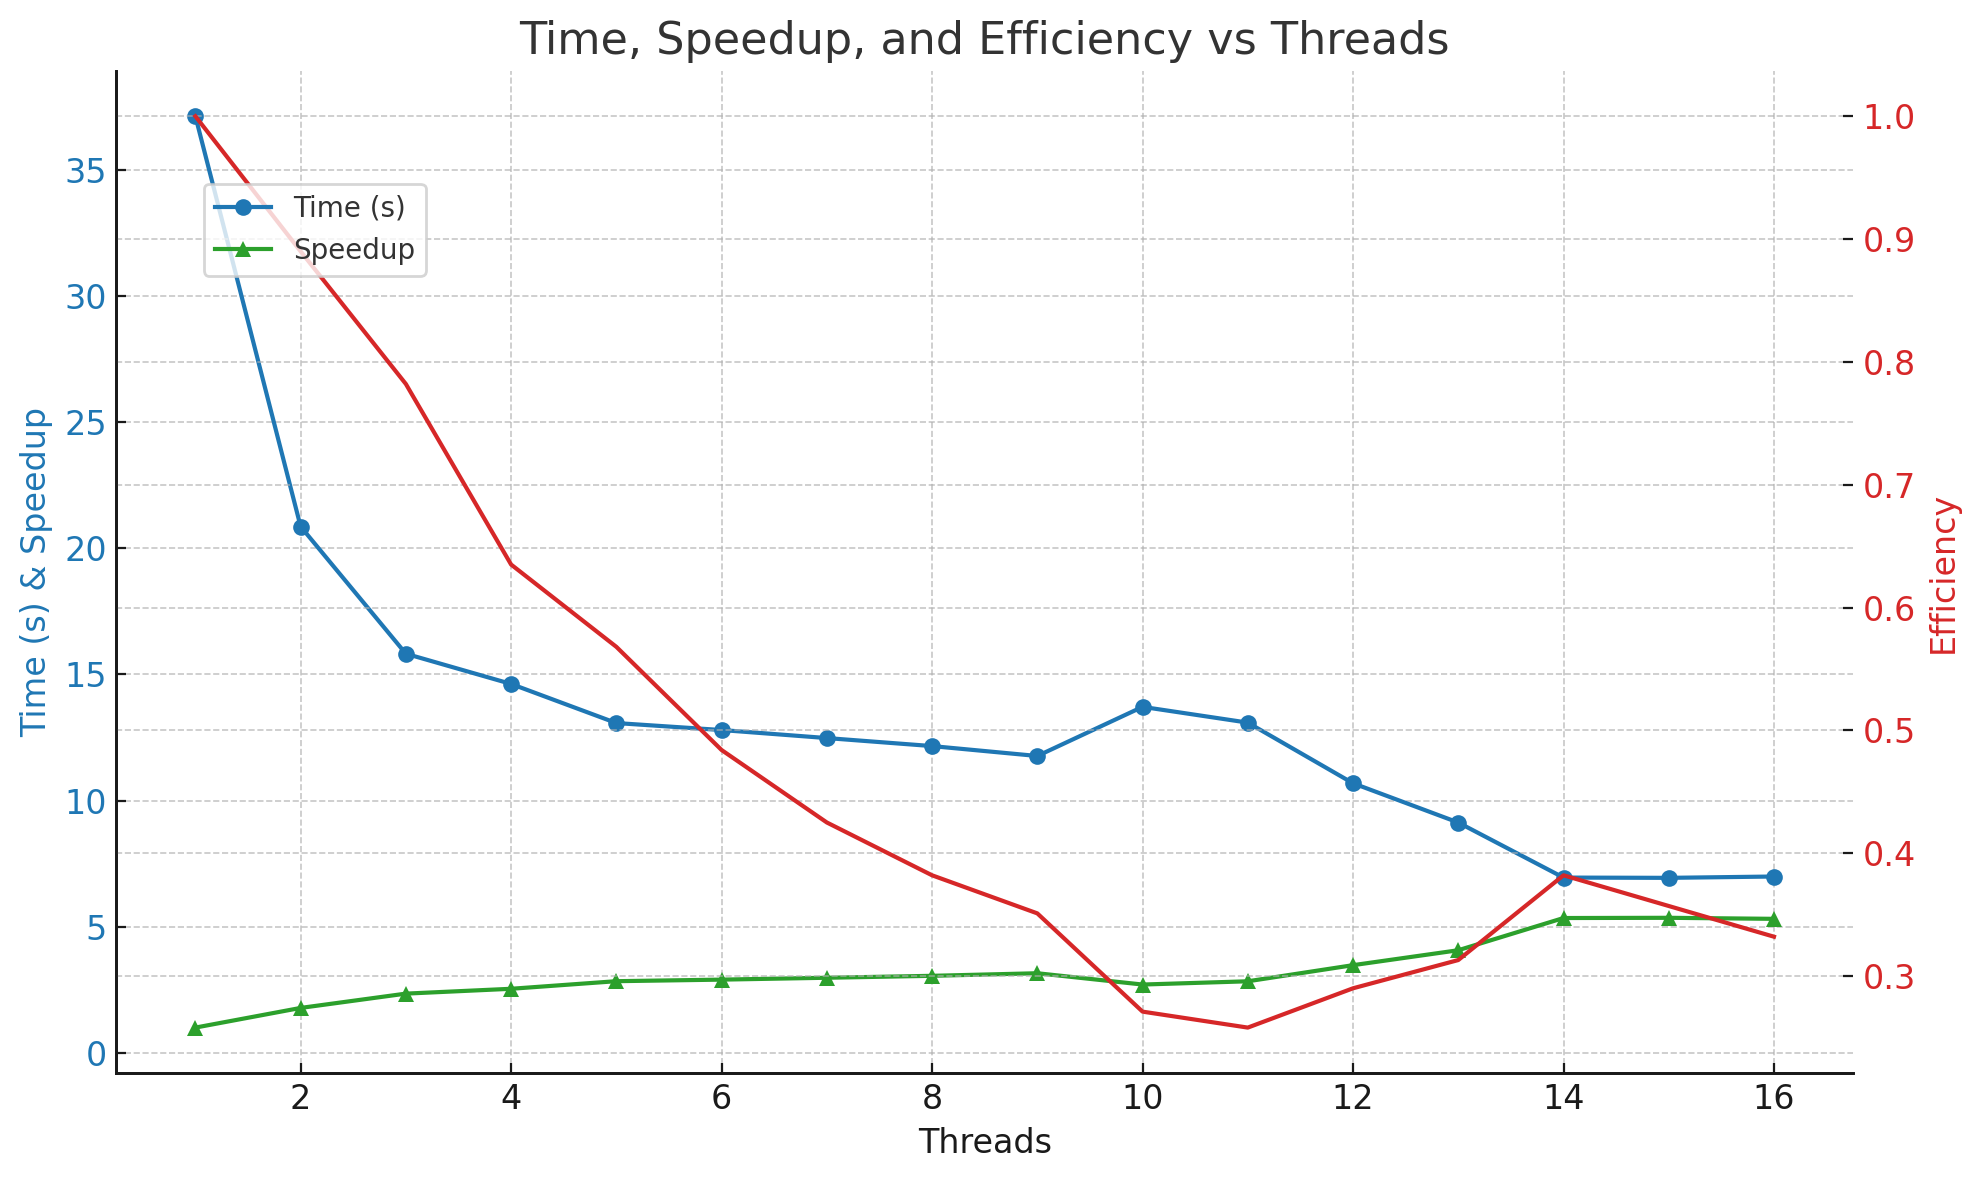 Time, Speedup, and Efficiency vs Threads
Time (s)
Speedup
Time (s) & Speedup
35
30
25
20
15
10
5
0
1.0
0.9
0.8
0.7
0.6
0.5
0.4
0.3
Efficiency
2 4 6 8 10 12 14 16
Threads